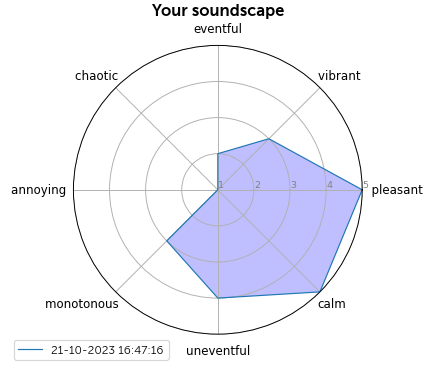 Your soundscape
eventful
chaotic
vibrant
annoying
1 2 3 4 5
pleasant
monotonous
calm
uneventful
21-10-2023 16:47:16